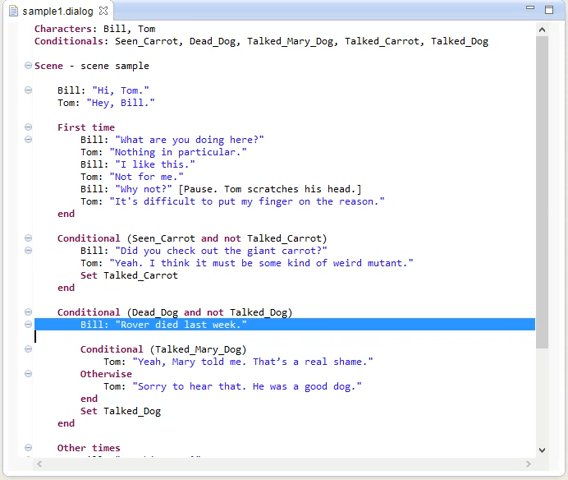 sample1.dialog
Characters: Bill, Tom
Conditionals: Seen_Carrot, Dead_Dog, Talked_Mary_Dog, Talked_Carrot, Talked_Dog
Scene - scene sample
Bill: "Hi, Tom."
Tom: "Hey, Bill."
First time
Bill: "What are you doing here?"
Tom: "Nothing in particular."
Bill: "I like this."
Tom: "Not for me."
Bill: "Why not?" [Pause. Tom scratches his head.]
Tom: "It's difficult to put my finger on the reason."
end
Conditional (Seen_Carrot and not Talked_Carrot)
Bill: "Did you check out the giant carrot?"
Tom: "Yeah. I think it must be some kind of weird mutant."
Set Talked_Carrot
end
Conditional (Dead_Dog and not Talked_Dog)
Bill: "Rover died last week."
Conditional (Talked_Mary_Dog)
Tom: "Yeah, Mary told me. That’s a real shame."
Otherwise
Tom: "Sorry to hear that. He was a good dog."
end
Set Talked_Dog
end
Other times